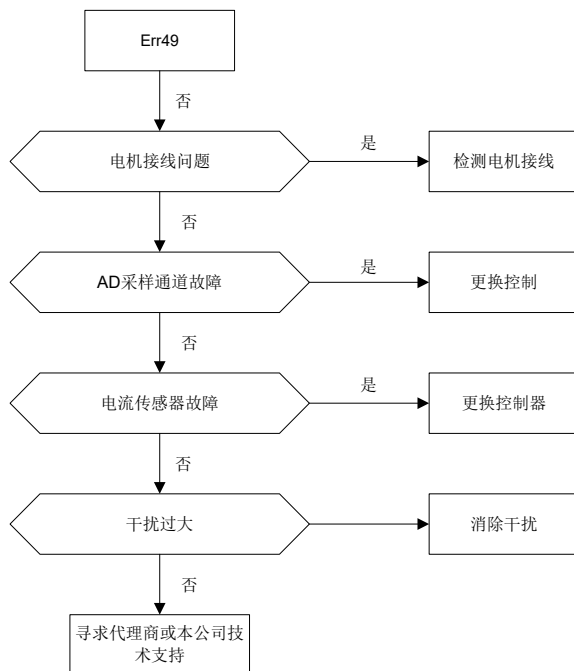 Err49
否
电机接线问题
是
检测电机接线
否
AD采样通道故障
是
更换控制
否
电流传感器故障
是
更换控制器
否
干扰过大
消除干扰
否
寻求代理商或本公司技
术支持